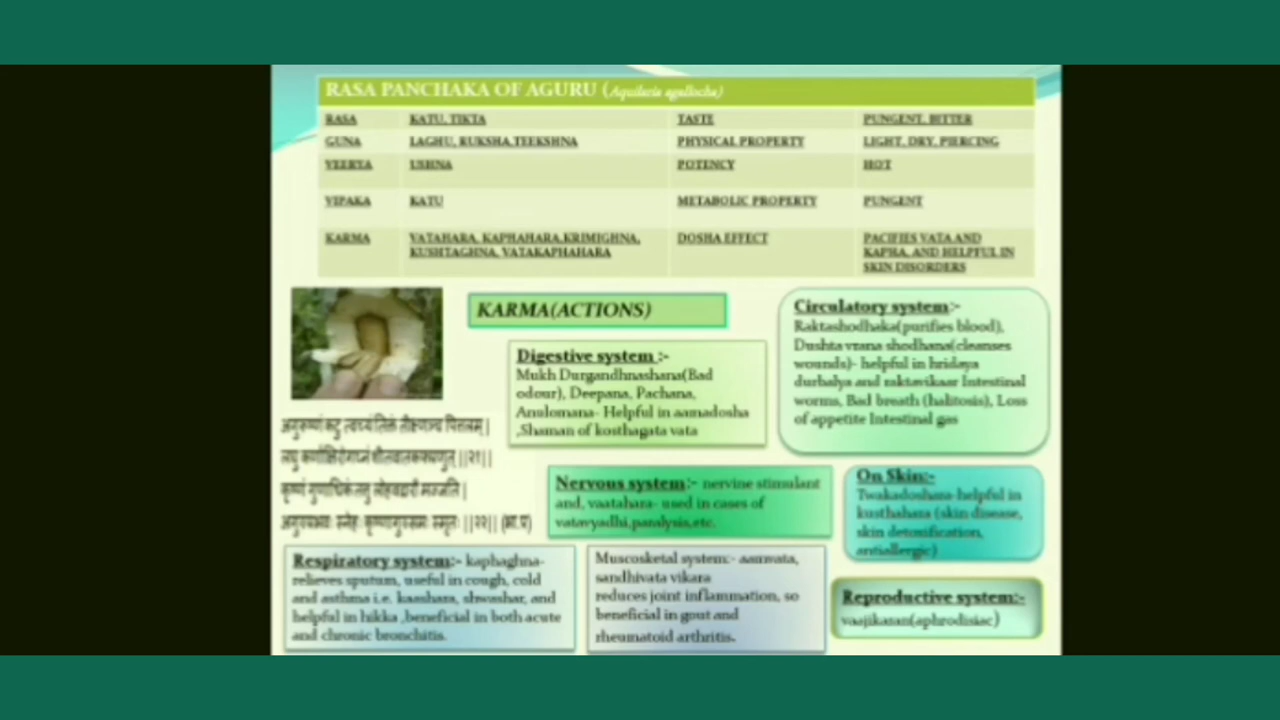 RASA PANCHAKA OF AGURU (Aquilaria agallocha)
RASA KATU, TIKTA TASTE PUNGENT, BITTER
GUNA LAGHU, RUKSHA,TEEKSHNA PHYSICAL PROPERTY LIGHT, DRY, PIERCING
VEERYA USHNA POTENCY HOT
VIPAKA KATU METABOLIC PROPERTY PUNGENT
KARMA VATAHARA, KAPHAHARA,KRIMIGHNA, DOSHA EFFECT PACIFIES VATA AND
KUSHTAGHNA, VATAKAPHAHARA KAPHA, AND HELPFUL IN
SKIN DISORDERS
KARMA(ACTIONS)
Digestive system :-
Mukh Durgandhnashana(Bad
odour), Deepana, Pachana,
Anulomana- Helpful in aamadosha
,Shaman of kosthagata vata
Circulatory system:-
Raktashodhaka(purifies blood),
Dushta vrana shodhana(cleanses
wounds)- helpful in hridaya
durbalya and raktavikaar Intestinal
worms, Bad breath (halitosis), Loss
of appetite Intestinal gas
Nervous system:- nervine stimulant
and, vaatahara- used in cases of
vatavyadhi,paralysis,etc.
On Skin:-
Twakadoshara-helpful in
kusthahara (skin disease,
skin detoxification,
antiallergic)
Respiratory system:- kaphaghna-
relieves sputum, useful in cough, cold
and asthma i.e. kaashara, shwashar, and
helpful in hikka ,beneficial in both acute
and chronic bronchitis.
Muscosketal system:- aamvata,
sandhivata vikara
reduces joint inflammation, so
beneficial in gout and
rheumatoid arthritis.
Reproductive system:-
vaajikaran(aphrodisiac)